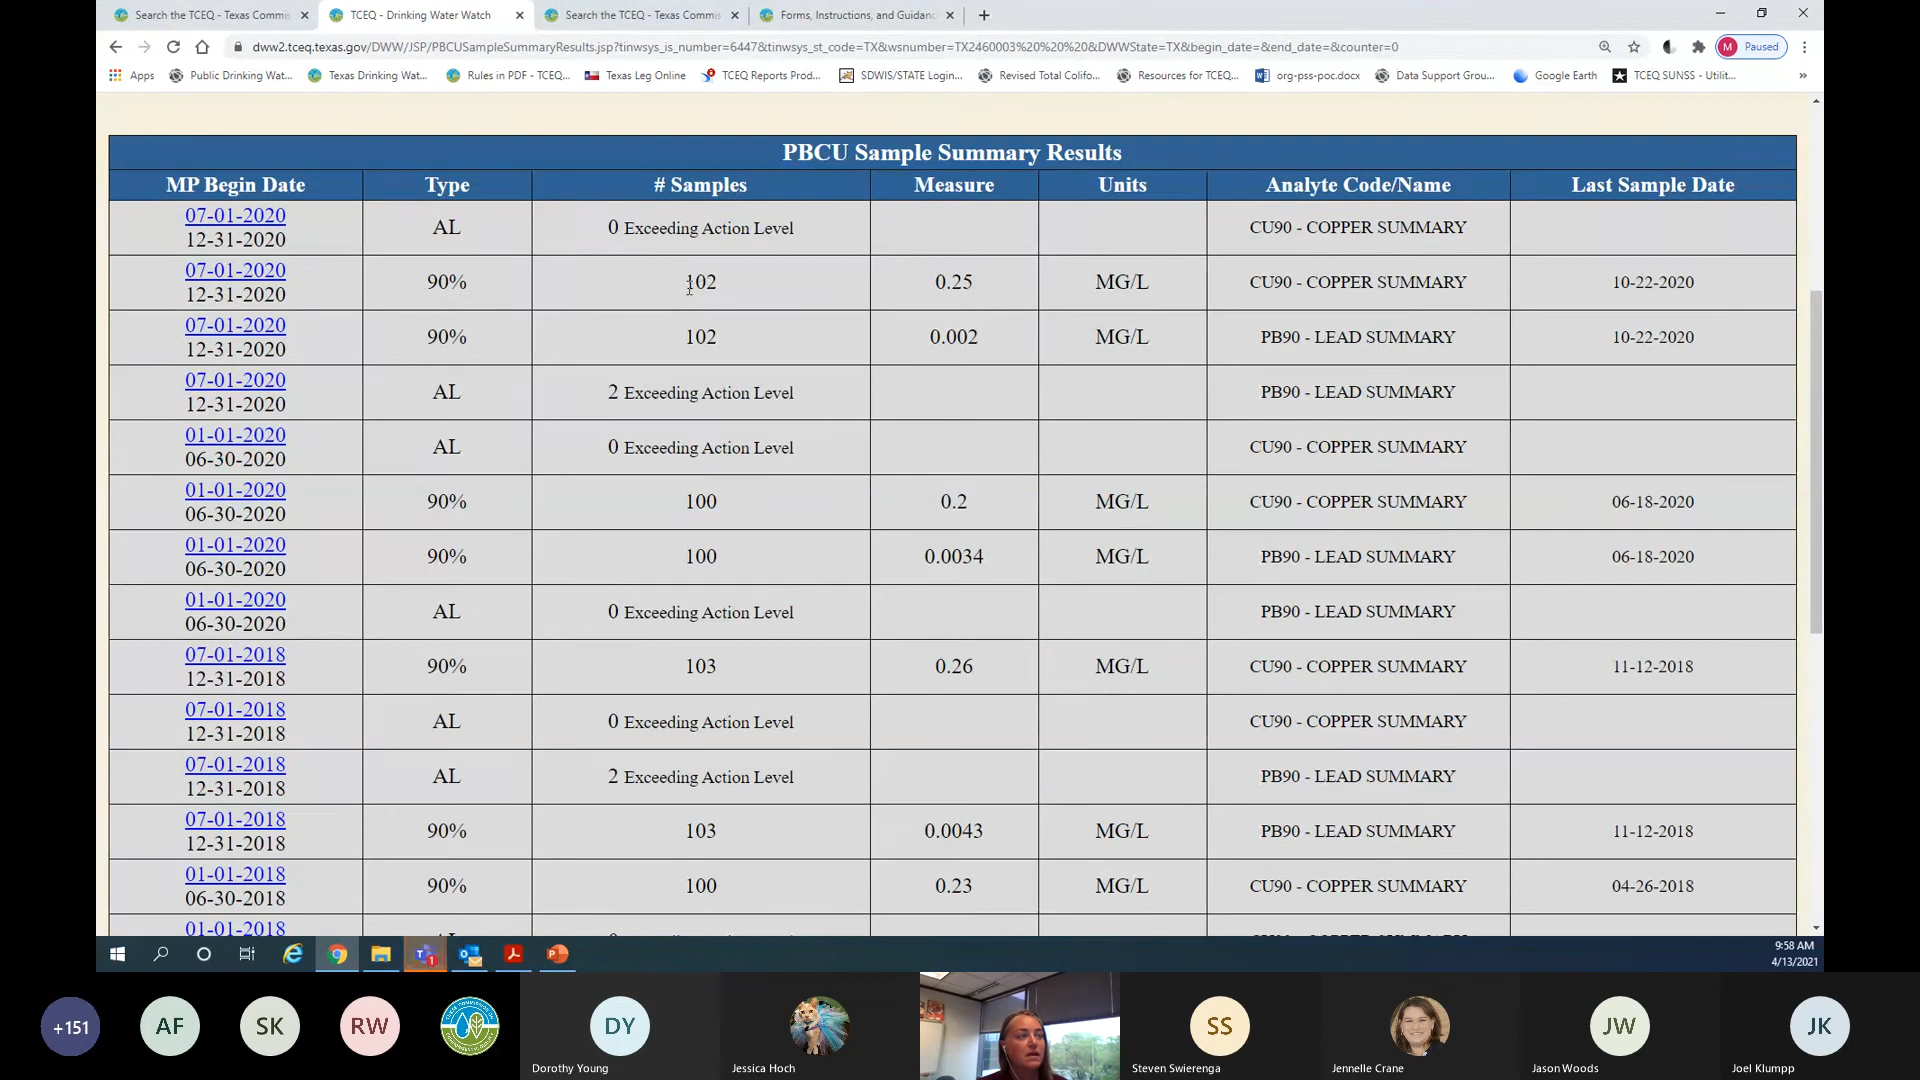 Search the TCEQ - Texas Commis
TCEQ - Drinking Water Watch
Search the TCEQ - Texas Commis
Forms, Instructions, and Guidanc
dww2.tceq.texas.gov/DWW/JSP/PBCUSampleSummaryResults.jsp?tinwsys_is_number=6447&tinwsys_st_code=TX&wsnumber=TX2460003%20%20%20&DWWState=TX&begin_date=&end_date=&counter=0
M Paused
Apps
Public Drinking Wat...
Texas Drinking Wat...
Rules in PDF - TCEQ...
Texas Leg Online
TCEQ Reports Prod...
SDWIS/STATE Login...
Revised Total Colifo...
Resources for TCEQ...
org-pss-poc.docx
Data Support Grou...
Google Earth
TCEQ SUNSS - Utilit...
»
PBCU Sample Summary Results
MP Begin Date Type # Samples Measure Units Analyte Code/Name Last Sample Date
07-01-2020
12-31-2020 AL 0 Exceeding Action Level CU90 - COPPER SUMMARY
07-01-2020
12-31-2020 90% 102 0.25 MG/L CU90 - COPPER SUMMARY 10-22-2020
07-01-2020
12-31-2020 90% 102 0.002 MG/L PB90 - LEAD SUMMARY 10-22-2020
07-01-2020
12-31-2020 AL 2 Exceeding Action Level PB90 - LEAD SUMMARY
01-01-2020
06-30-2020 AL 0 Exceeding Action Level CU90 - COPPER SUMMARY
01-01-2020
06-30-2020 90% 100 0.2 MG/L CU90 - COPPER SUMMARY 06-18-2020
01-01-2020
06-30-2020 90% 100 0.0034 MG/L PB90 - LEAD SUMMARY 06-18-2020
01-01-2020
06-30-2020 AL 0 Exceeding Action Level PB90 - LEAD SUMMARY
07-01-2018
12-31-2018 90% 103 0.26 MG/L CU90 - COPPER SUMMARY 11-12-2018
07-01-2018
12-31-2018 AL 0 Exceeding Action Level CU90 - COPPER SUMMARY
07-01-2018
12-31-2018 AL 2 Exceeding Action Level PB90 - LEAD SUMMARY
07-01-2018
12-31-2018 90% 103 0.0043 MG/L PB90 - LEAD SUMMARY 11-12-2018
01-01-2018
06-30-2018 90% 100 0.23 MG/L CU90 - COPPER SUMMARY 04-26-2018
01-01-2018
9:58 AM
4/13/2021
+151
AF
SK
RW
DY
SS
JW
JK
Dorothy Young
Jessica Hoch
Steven Swierenga
Jennelle Crane
Jason Woods
Joel Klumpp